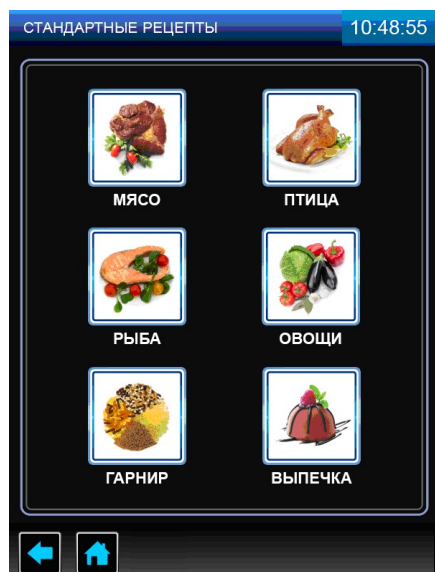 СТАНДАРТНЫЕ РЕЦЕПТЫ 10:48:55
МЯСО ПТИЦА
РЫБА ОВОЩИ
ГАРНИР ВЫПЕЧКА